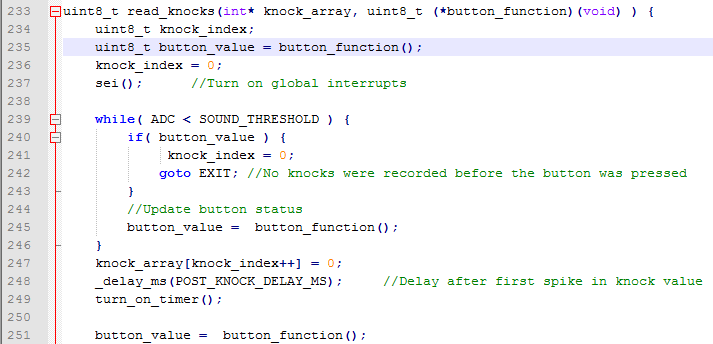 233 uint8_t read_knocks(int* knock_array, uint8_t (*button_function)(void) ) {
234 uint8_t knock_index;
235 uint8_t button_value = button_function();
236 knock_index = 0;
237 sei(); //Turn on global interrupts
238
239 while( ADC < SOUND_THRESHOLD ) {
240 if( button_value ) {
241 knock_index = 0;
242 goto EXIT; //No knocks were recorded before the button was pressed
243 }
244 //Update button status
245 button_value = button_function();
246 }
247 knock_array[knock_index++] = 0;
248 _delay_ms(POST_KNOCK_DELAY_MS); //Delay after first spike in knock value
249 turn_on_timer();
250
251 button_value = button_function();